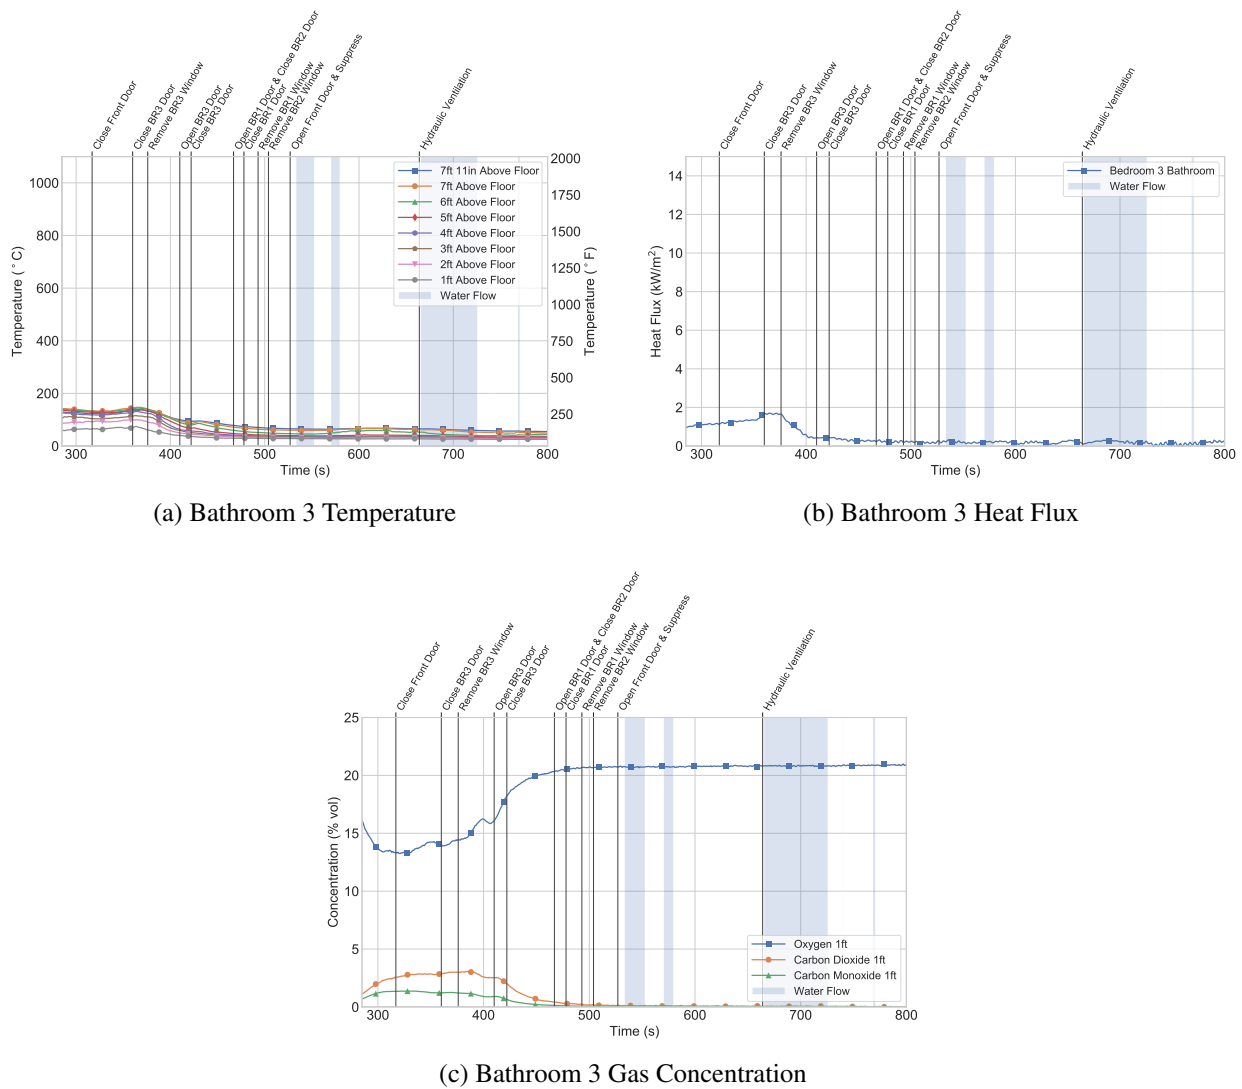 Close Front Door
Close BR3 Door
Remove BR3 Window
Open BR3 Door
Close BR3 Door
Open BR1 Door & Close BR2 Door
Close BR1 Door
Remove BR1 Window
Remove BR2 Window
Open Front Door & Suppress
Hydraulic Ventilation
1000
800
600
400
200
0
Temperature (°C)
2000
1750
1500
1250
1000
750
500
250
Temperature (°F)
7ft 11in Above Floor
7ft Above Floor
6ft Above Floor
5ft Above Floor
4ft Above Floor
3ft Above Floor
2ft Above Floor
1ft Above Floor
Water Flow
300 400 500 600 700 800
Time (s)
(a) Bathroom 3 Temperature
Close Front Door
Close BR3 Door
Remove BR3 Window
Open BR3 Door
Close BR3 Door
Open BR1 Door & Close BR2 Door
Close BR1 Door
Remove BR1 Window
Remove BR2 Window
Open Front Door & Suppress
Hydraulic Ventilation
14
12
10
8
6
4
2
0
Heat Flux (kW/m²)
Bedroom 3 Bathroom
Water Flow
300 400 500 600 700 800
Time (s)
(b) Bathroom 3 Heat Flux
Close Front Door
Close BR3 Door
Remove BR3 Window
Open BR3 Door
Close BR3 Door
Open BR1 Door & Close BR2 Door
Close BR1 Door
Remove BR1 Window
Remove BR2 Window
Open Front Door & Suppress
Hydraulic Ventilation
25
20
15
10
5
0
Concentration (% vol)
Oxygen 1ft
Carbon Dioxide 1ft
Carbon Monoxide 1ft
Water Flow
300 400 500 600 700 800
Time (s)
(c) Bathroom 3 Gas Concentration